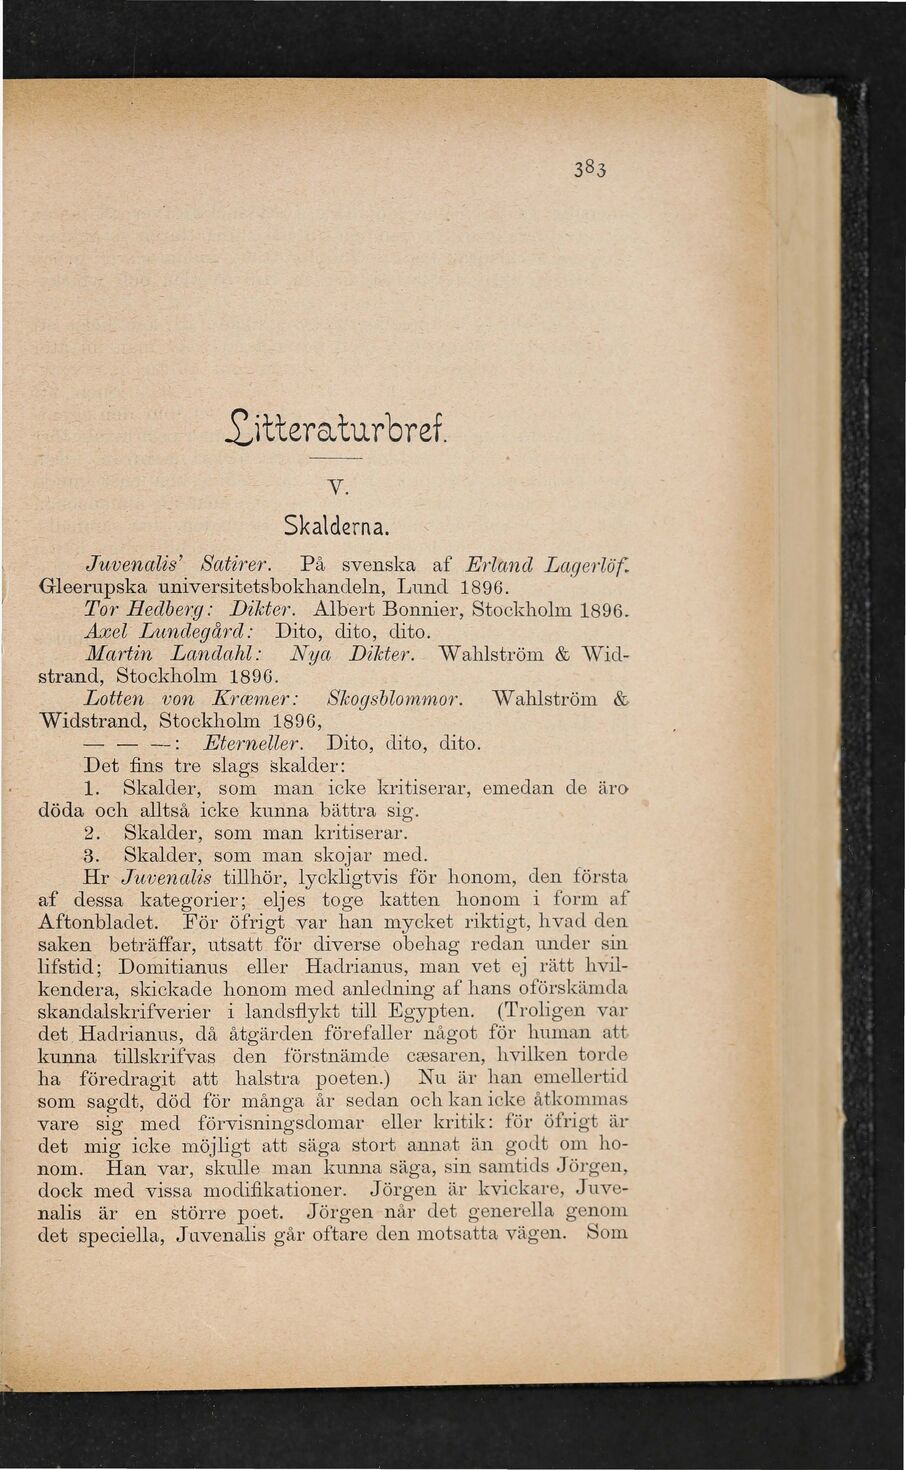 383
Litteraturbref.
V.
Skalderna.
Juvenalis' Satirer. På svenska af Erland Lagerlöf.
Gleerupska universitetsbokhandeln, Lund 1896.
Tor Hedberg: Dikter. Albert Bonnier, Stockholm 1896.
Axel Lundegård: Dito, dito, dito.
Martin Landahl: Nya Dikter. Wahlström & Wid-
strand, Stockholm 1896.
Lotten von Kræmer: Skogsblommor. Wahlström &
Widstrand, Stockholm 1896,
— — —: Eterneller. Dito, dito, dito.
Det fins tre slags skalder:
1. Skalder, som man icke kritiserar, emedan de äro
döda och alltså icke kunna bättra sig.
2. Skalder, som man kritiserar.
3. Skalder, som man skojar med.
Hr Juvenalis tillhör, lyckligtvis för honom, den första
af dessa kategorier; eljes toge katten honom i form af
Aftonbladet. För öfrigt var han mycket riktigt, hvad den
saken beträffar, utsatt för diverse obehag redan under sin
lifstid; Domitianus eller Hadrianus, man vet ej rätt hvil-
kendera, skickade honom med anledning af hans oförskämda
skandalskrifverier i landsflykt till Egypten. (Troligen var
det Hadrianus, då åtgärden förefaller något för human att
kunna tillskrifvas den förstnämde cæsaren, hvilken torde
ha föredragit att halstra poeten.) Nu är han emellertid
som sagdt, död för många år sedan och kan icke åtkommas
vare sig med förvisningsdomar eller kritik: för öfrigt är
det mig icke möjligt att säga stort annat än godt om ho-
nom. Han var, skulle man kunna säga, sin samtids Jörgen,
dock med vissa modifikationer. Jörgen är kvickare, Juve-
nalis är en större poet. Jörgen når det generella genom
det speciella, Juvenalis går oftare den motsatta vägen. Som